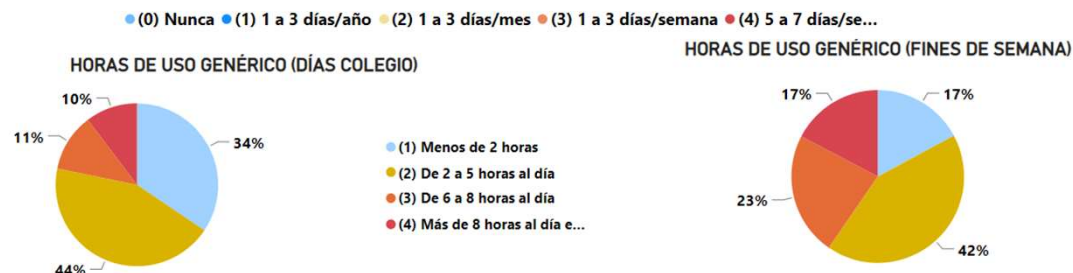 (0) Nunca (1) 1 a 3 días/año (2) 1 a 3 días/mes (3) 1 a 3 días/semana (4) 5 a 7 días/se...
HORAS DE USO GENÉRICO (DÍAS COLEGIO)
10%
11%
34%
44%
(1) Menos de 2 horas
(2) De 2 a 5 horas al día
(3) De 6 a 8 horas al día
(4) Más de 8 horas al día e...
HORAS DE USO GENÉRICO (FINES DE SEMANA)
17%
17%
23%
42%